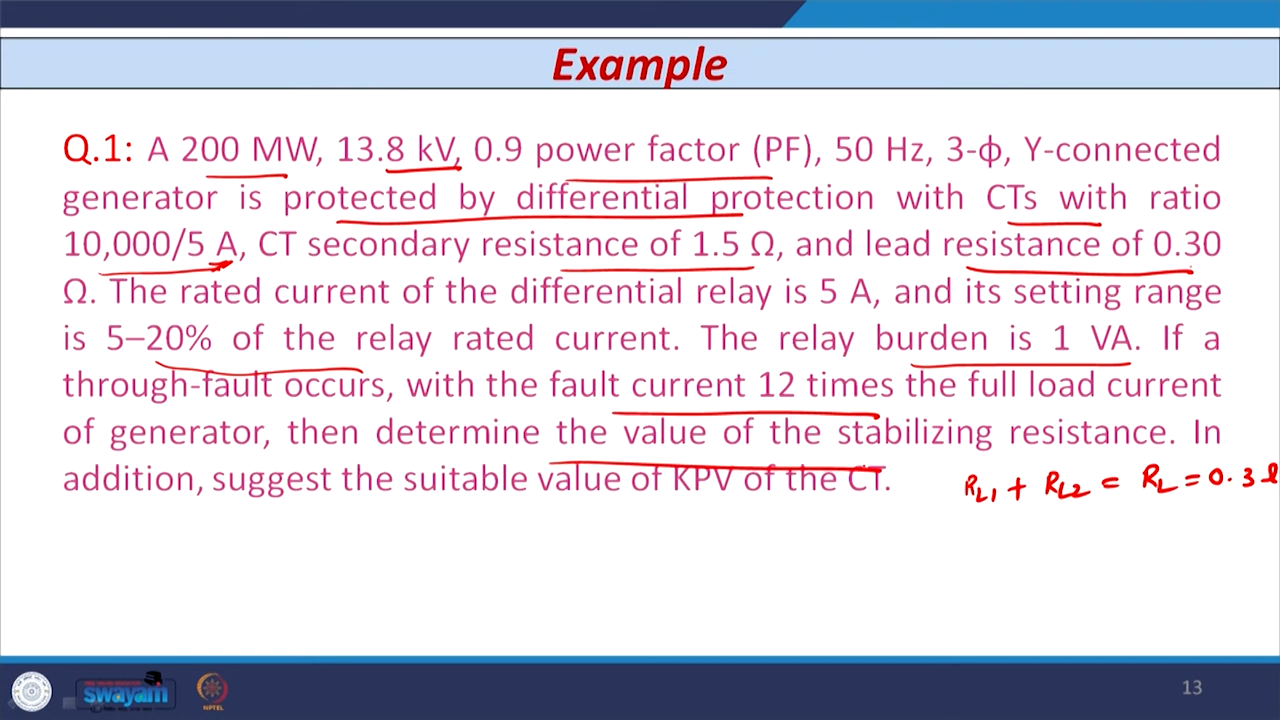 Example
Q.1: A 200 MW, 13.8 kV, 0.9 power factor (PF), 50 Hz, 3-ϕ, Y-connected
generator is protected by differential protection with CTs with ratio
10,000/5 A, CT secondary resistance of 1.5 Ω, and lead resistance of 0.30
Ω. The rated current of the differential relay is 5 A, and its setting range
is 5–20% of the relay rated current. The relay burden is 1 VA. If a
through-fault occurs, with the fault current 12 times the full load current
of generator, then determine the value of the stabilizing resistance. In
addition, suggest the suitable value of KPV of the CT.
RL1 + RL2 = RL = 0.3
swayam
NPTEL
13